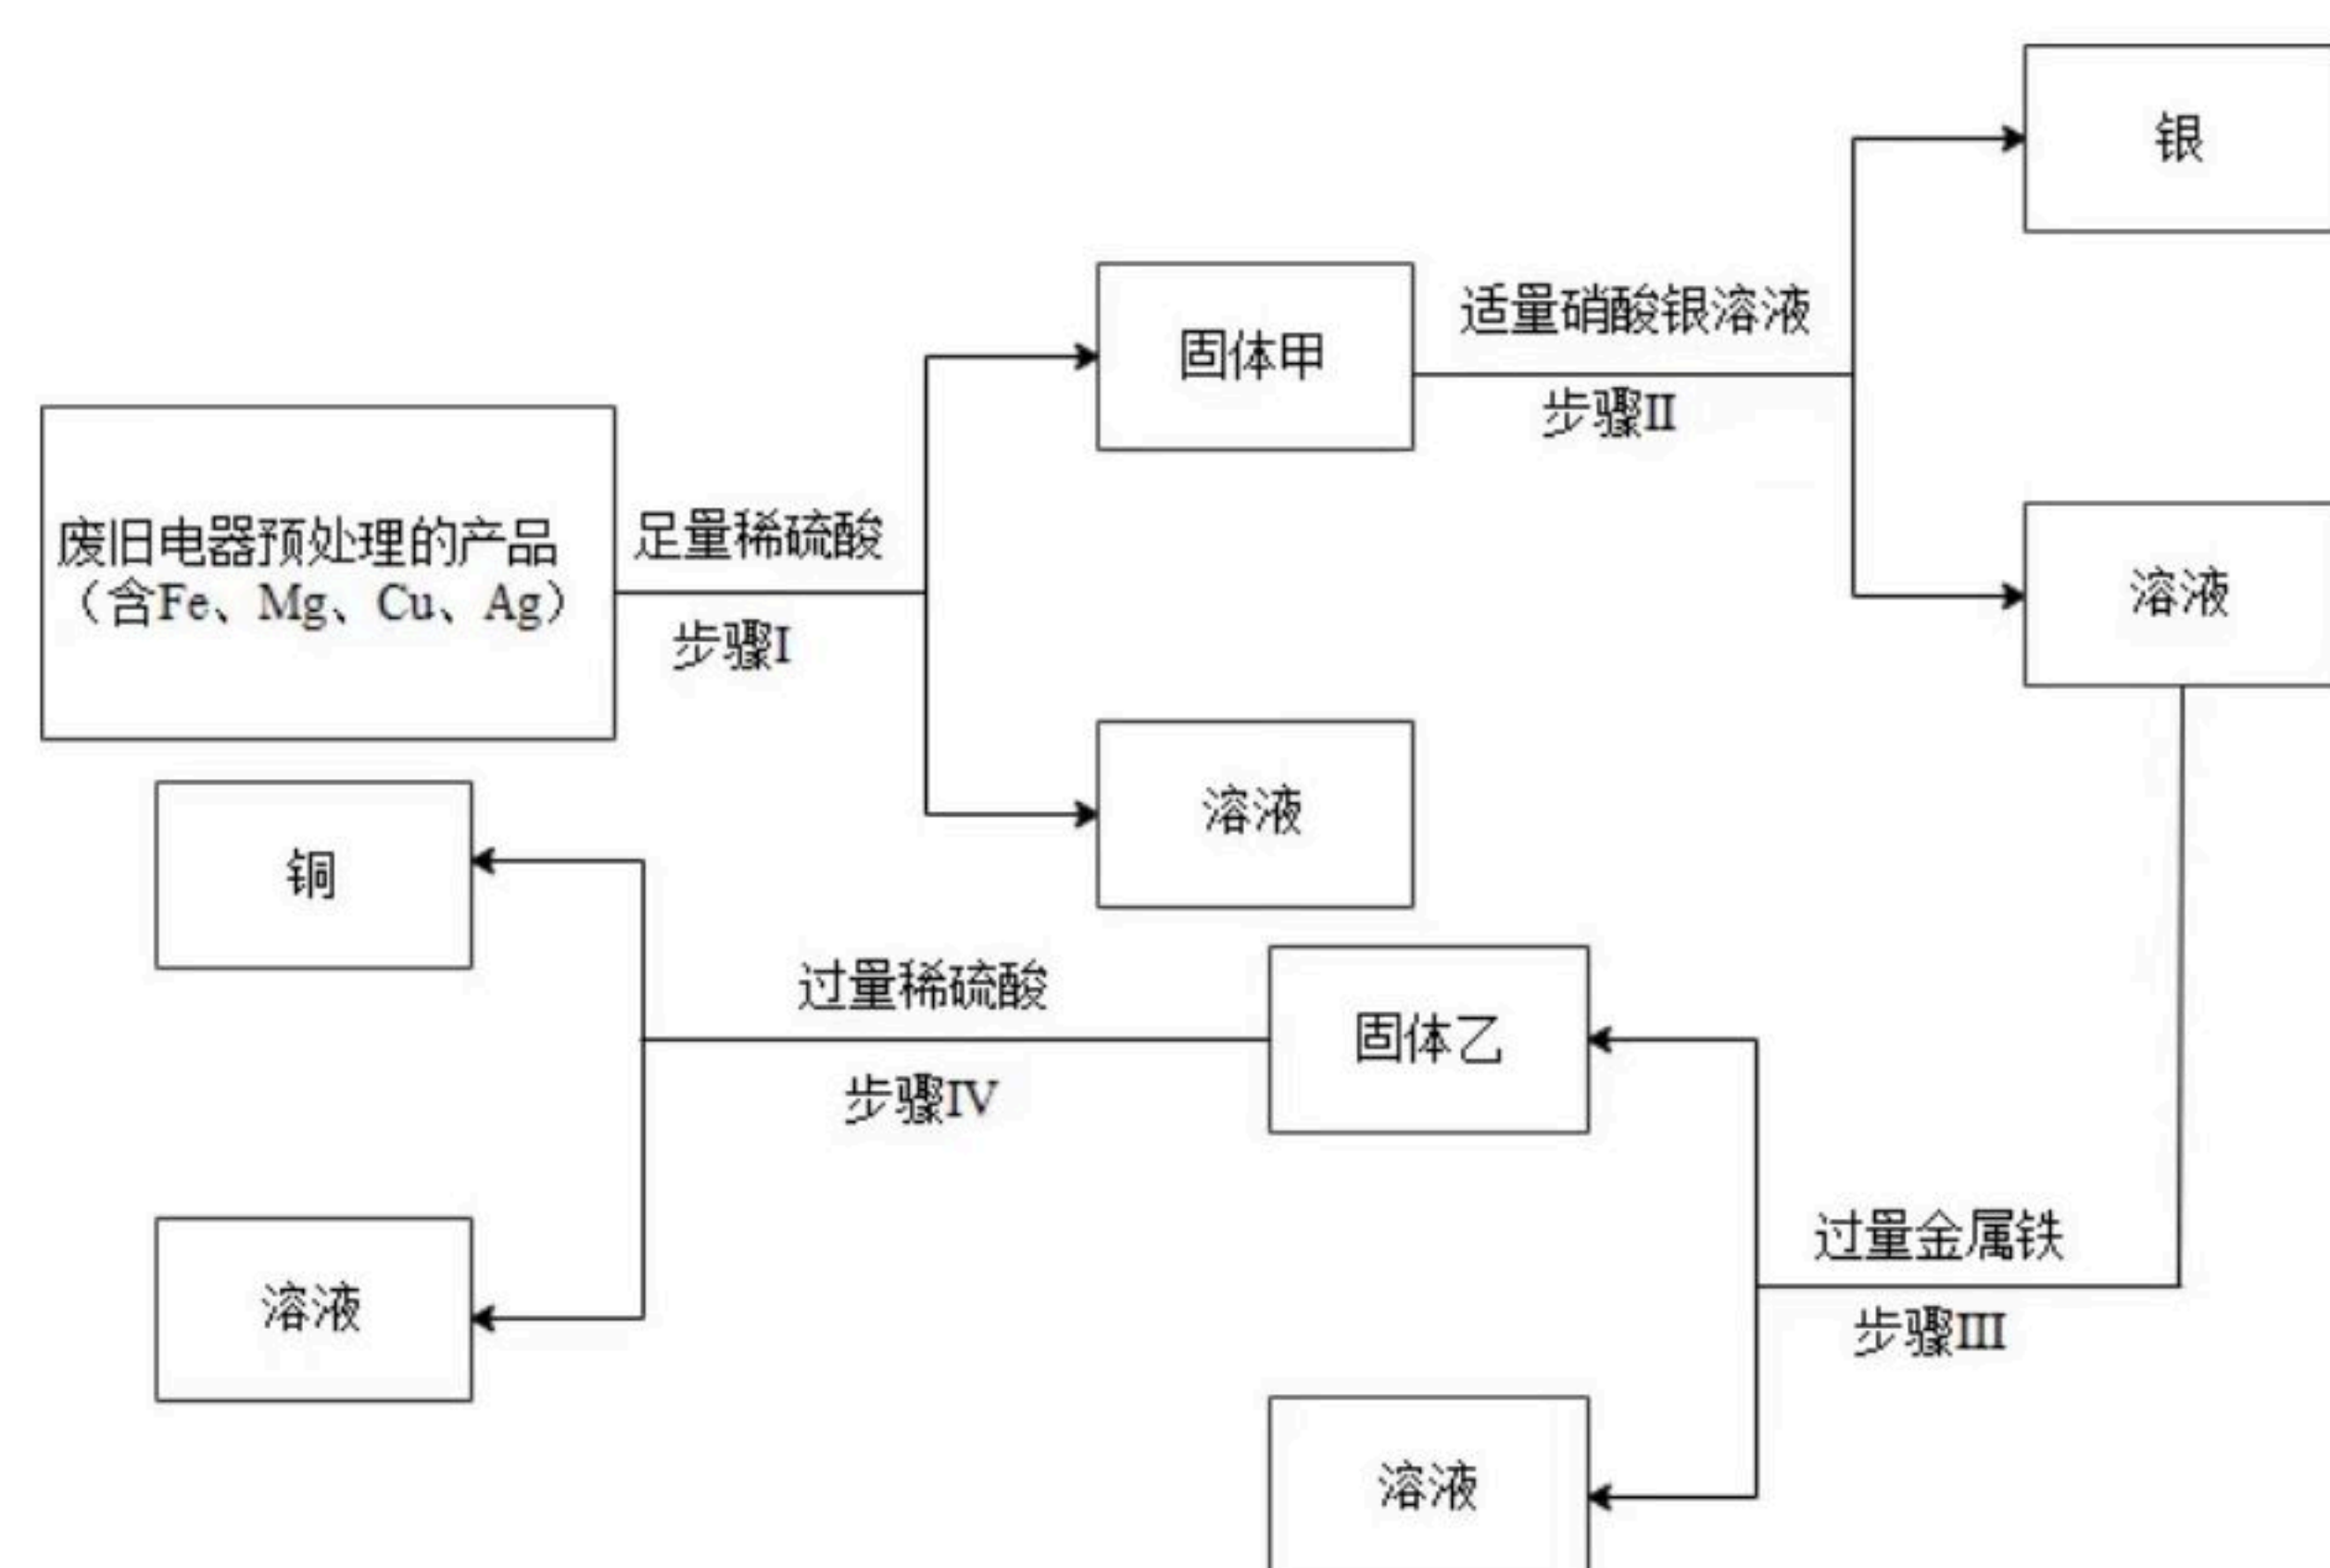 银
适量硝酸银溶液
固体甲
步骤II
废旧电器预处理的产品
（含Fe、Mg、Cu、Ag）
足量稀硫酸
步骤I
溶液
溶液
铜
过量稀硫酸
固体乙
步骤IV
过量金属铁
溶液
步骤III
溶液